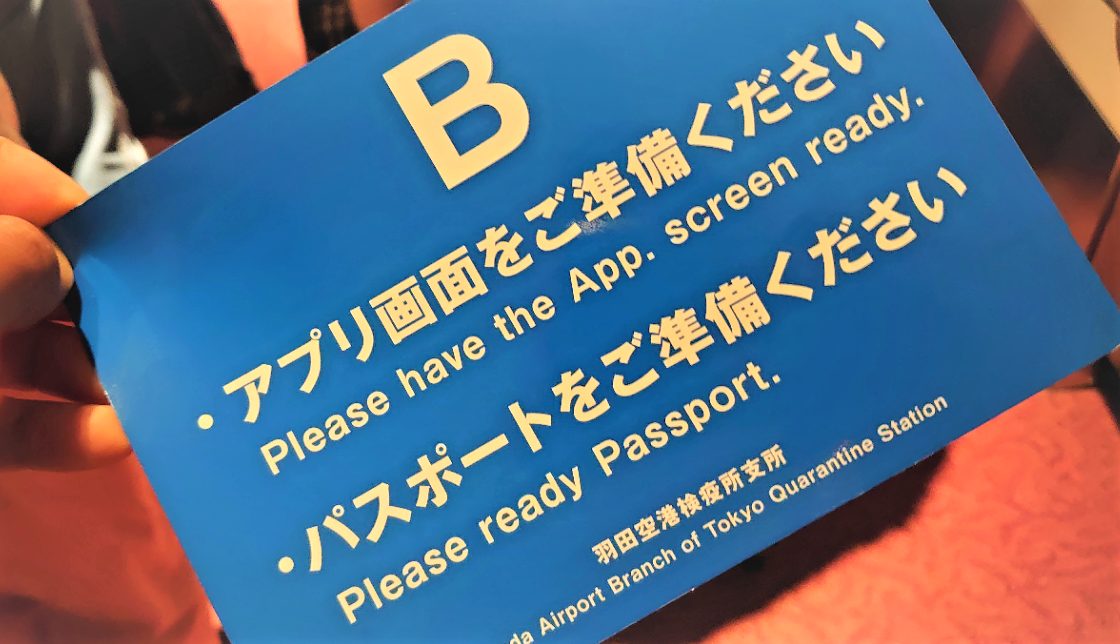 B
・アプリ画面をご準備ください
Please have the App. screen ready.
・パスポートをご準備ください
Please ready Passport.
羽田空港検疫所支所
Airport Branch of Tokyo Quarantine Station